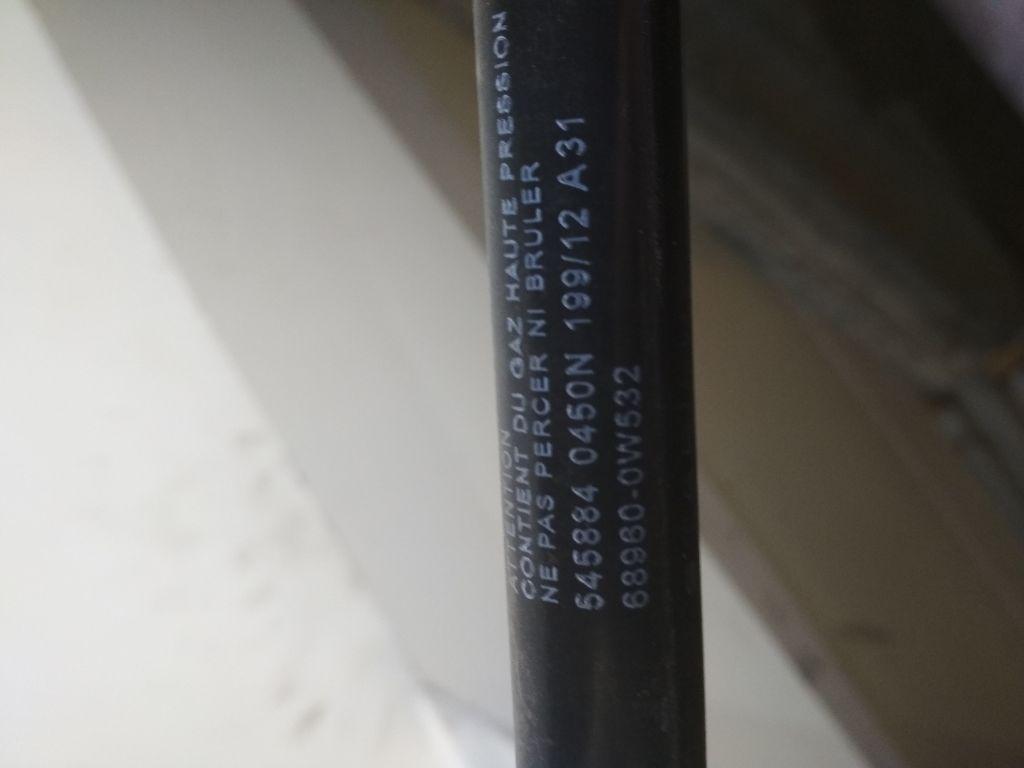 ATTENTION
CONTIENT DU GAZ HAUTE PRESSION
NE PAS PERCER NI BRULER
545884 0450N 199/12 A31
68960-0W532